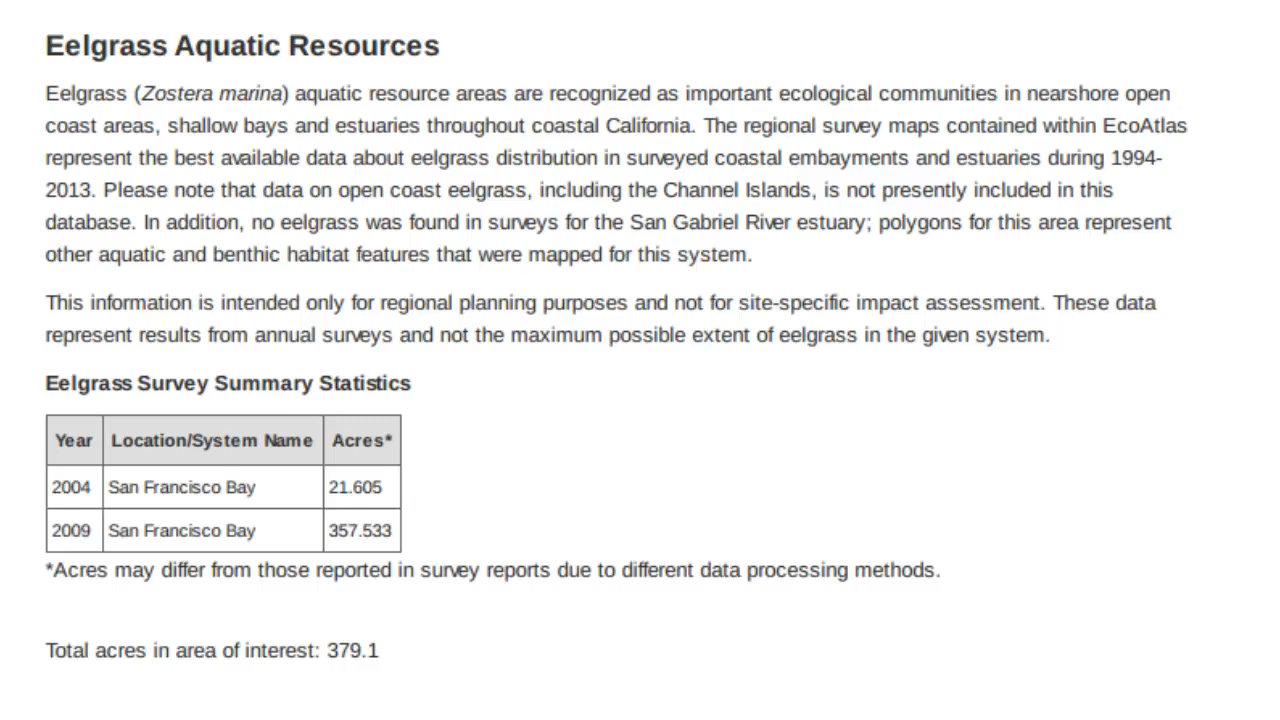 Eelgrass Aquatic Resources
Eelgrass (Zostera marina) aquatic resource areas are recognized as important ecological communities in nearshore open
coast areas, shallow bays and estuaries throughout coastal California. The regional survey maps contained within EcoAtlas
represent the best available data about eelgrass distribution in surveyed coastal embayments and estuaries during 1994-
2013. Please note that data on open coast eelgrass, including the Channel Islands, is not presently included in this
database. In addition, no eelgrass was found in surveys for the San Gabriel River estuary; polygons for this area represent
other aquatic and benthic habitat features that were mapped for this system.
This information is intended only for regional planning purposes and not for site-specific impact assessment. These data
represent results from annual surveys and not the maximum possible extent of eelgrass in the given system.
Eelgrass Survey Summary Statistics
Year Location/System Name Acres*
2004 San Francisco Bay 21.605
2009 San Francisco Bay 357.533
*Acres may differ from those reported in survey reports due to different data processing methods.
Total acres in area of interest: 379.1